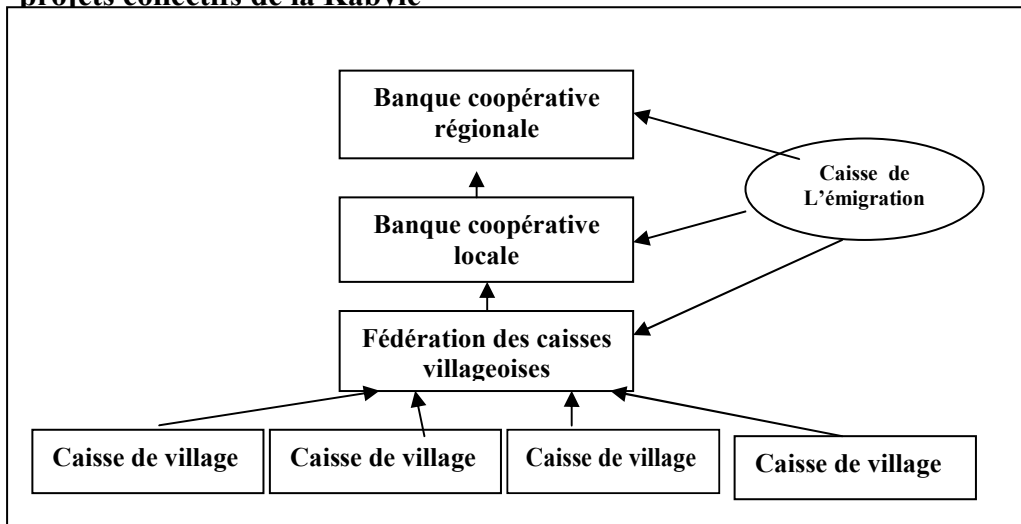 projets collectifs de la Kabylie
Banque coopérative
régionale
Caisse de
L'émigration
Banque coopérative
locale
Fédération des caisses
villageoises
Caisse de village
Caisse de village
Caisse de village
Caisse de village